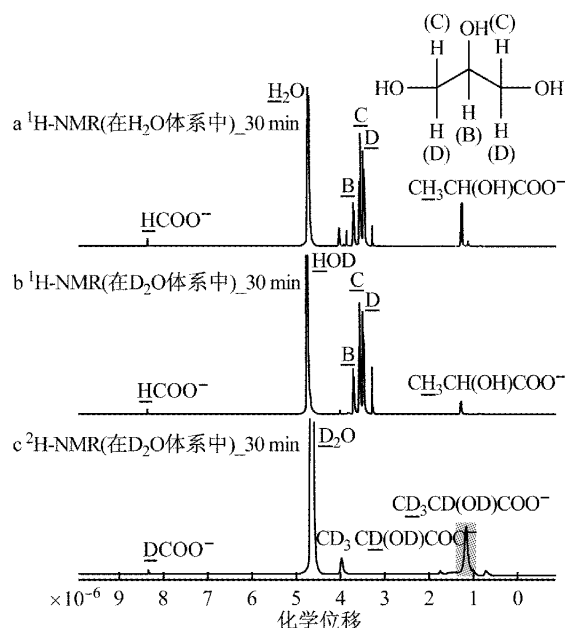 (C) (C)
OH
H H
HO OH
H H H
(D) (B) (D)
a ¹H-NMR(在H₂O体系中)_30 min
H₂O
C
D
B
HCOO⁻
CH₃CH(OH)COO⁻
b ¹H-NMR(在D₂O体系中)_30 min
HOD
C
D
B
HCOO⁻
CH₃CH(OH)COO⁻
c ²H-NMR(在D₂O体系中)_30 min
D₂O
CD₃CD(OD)COO⁻
CD₃CD(OD)COO⁻
DCOO⁻
×10⁻⁶ 9 8 7 6 5 4 3 2 1 0
化学位移